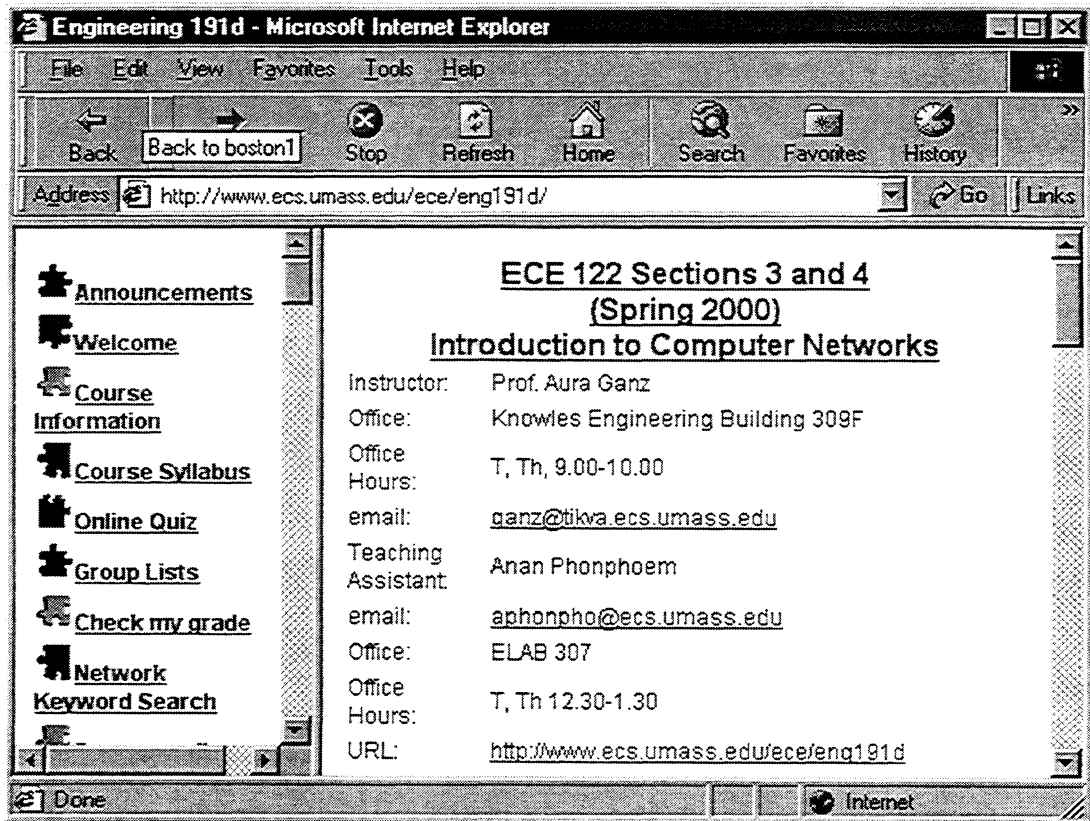 Engineering 191d - Microsoft Internet Explorer
File Edit View Favorites Tools Help
Back Back to boston1 Stop Refresh Home Search Favorites History »
Address http://www.ecs.umass.edu/ece/eng191d/ Go Links
Announcements
Welcome
Course
Information
Course Syllabus
Online Quiz
Group Lists
Check my grade
Network
Keyword Search
ECE 122 Sections 3 and 4
(Spring 2000)
Introduction to Computer Networks
Instructor: Prof. Aura Ganz
Office: Knowles Engineering Building 309F
Office
Hours: T, Th, 9.00-10.00
email: ganz@tikva.ecs.umass.edu
Teaching
Assistant: Anan Phonphoem
email: aphonpho@ecs.umass.edu
Office: ELAB 307
Office
Hours: T, Th 12.30-1.30
URL: http://www.ecs.umass.edu/ece/eng191d
Done Internet